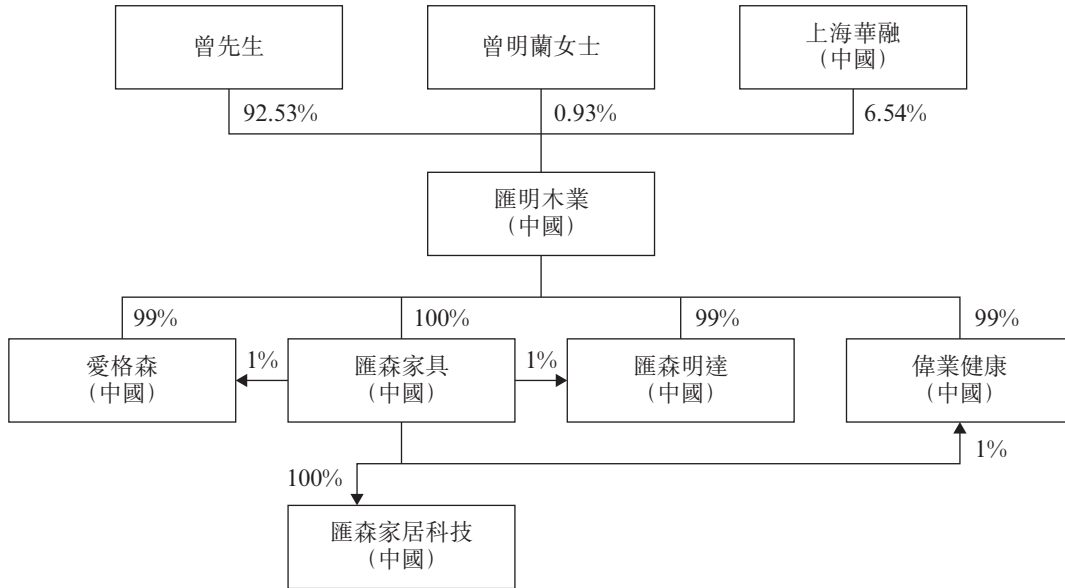 曾先生
曾明蘭女士
上海華融
（中國）
92.53%
0.93%
6.54%
匯明木業
（中國）
99%
100%
99%
99%
愛格森
（中國）
1%
匯森家具
（中國）
1%
匯森明達
（中國）
偉業健康
（中國）
100%
1%
匯森家居科技
（中國）